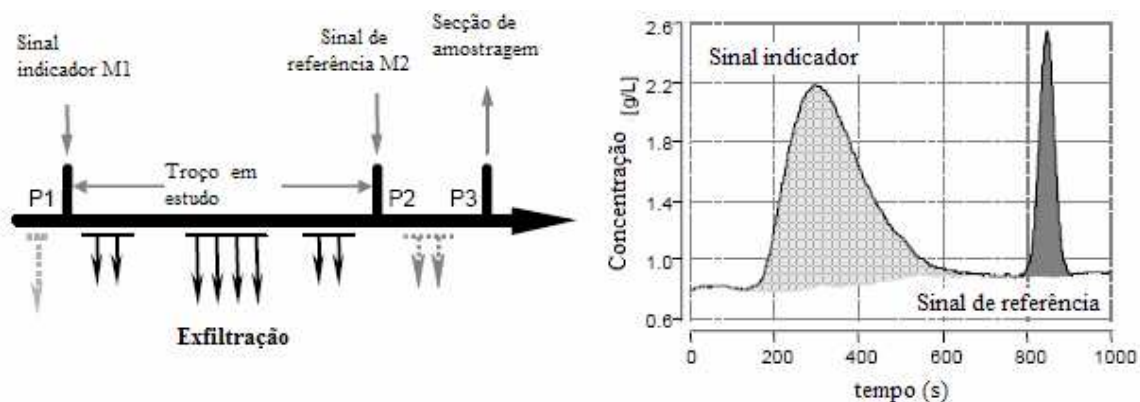 Sinal
indicador M1
Sinal de
referência M2
Secção de
amostragem
P1
Troço em
estudo
P2
P3
Exfiltração
Sinal indicador
Sinal de referência
Concentração [g/L]
2.6
2.2
1.8
1.4
1.0
0.6
0 200 400 600 800 1000
tempo (s)